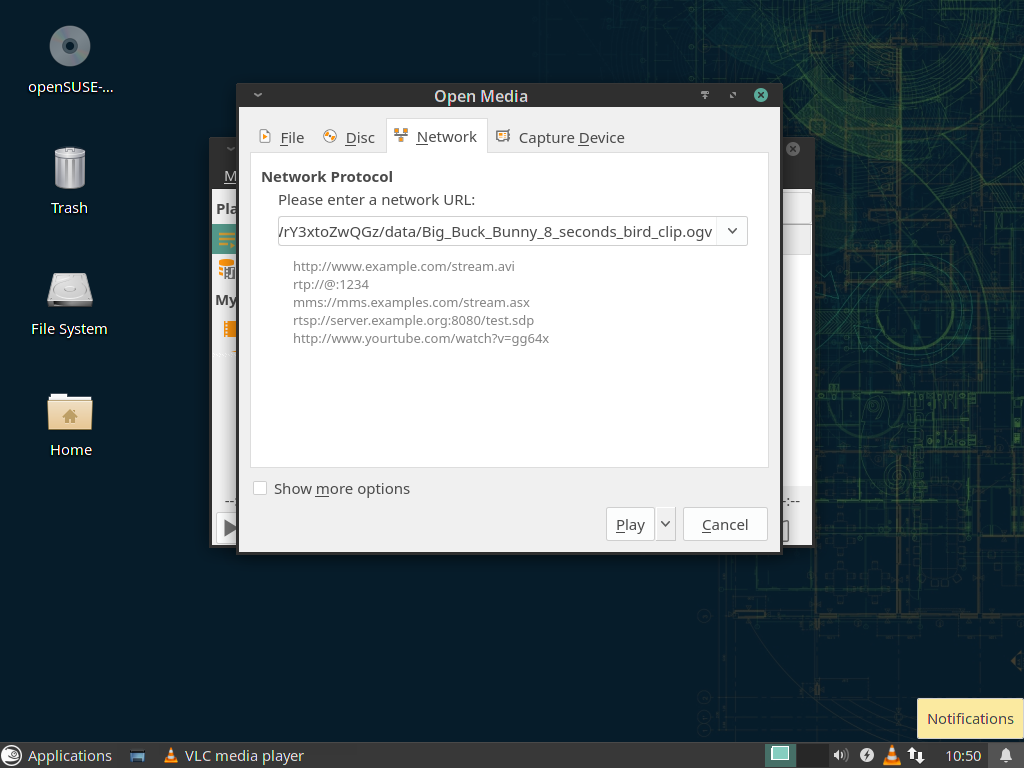 openSUSE-...
Trash
File System
Home
Open Media
File
Disc
Network
Capture Device
Network Protocol
Please enter a network URL:
/rY3xtoZwQGz/data/Big_Buck_Bunny_8_seconds_bird_clip.ogv
http://www.example.com/stream.avi
rtp://@:1234
mms://mms.examples.com/stream.asx
rtsp://server.example.org:8080/test.sdp
http://www.yourtube.com/watch?v=gg64x
Show more options
Play
Cancel
M
Pla
My
--:
-:--
Notifications
Applications
VLC media player
10:50